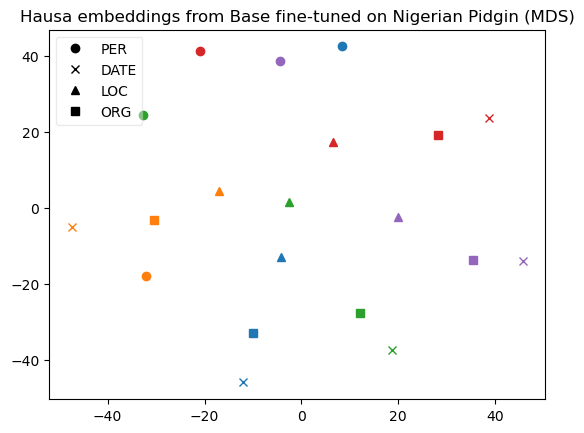 Hausa embeddings from Base fine-tuned on Nigerian Pidgin (MDS)
PER
DATE
LOC
ORG
40
20
0
−20
−40
−40
−20
0
20
40